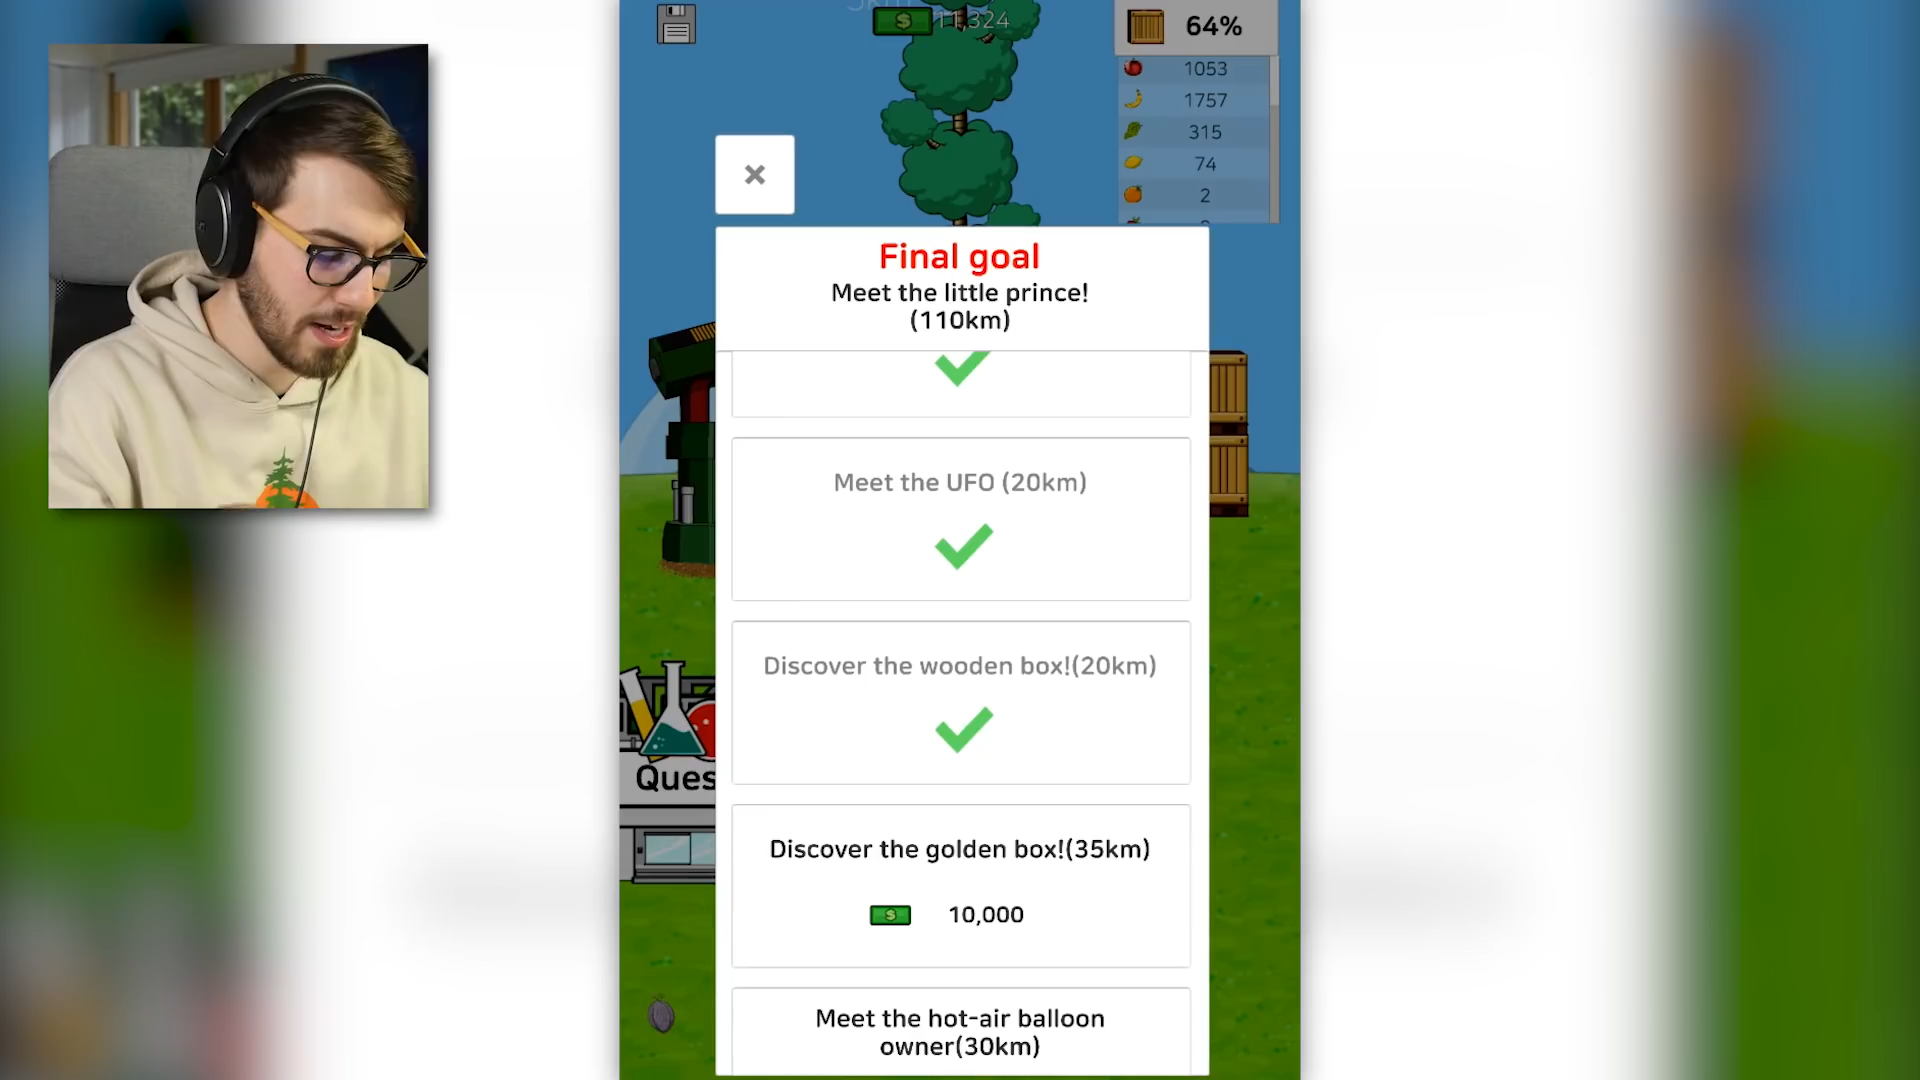 11,324
64%
1053
1757
315
74
2
Final goal
Meet the little prince!
(110km)
Meet the UFO (20km)
Discover the wooden box!(20km)
Ques
Discover the golden box!(35km)
$ 10,000
Meet the hot-air balloon
owner(30km)